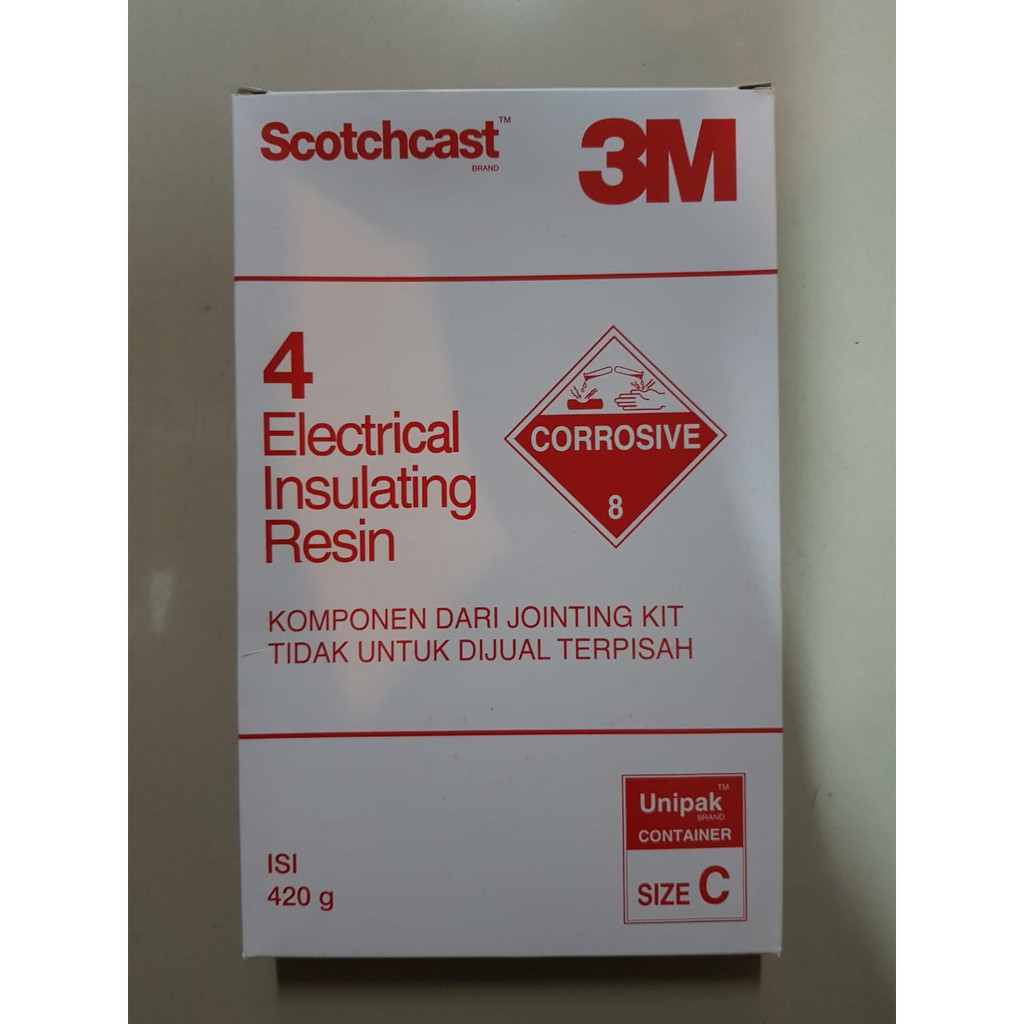 Scotchcast™
BRAND
3M
4
Electrical
Insulating
Resin
CORROSIVE
8
KOMPONEN DARI JOINTING KIT
TIDAK UNTUK DIJUAL TERPISAH
ISI
420 g
Unipak™
BRAND
CONTAINER
SIZE C